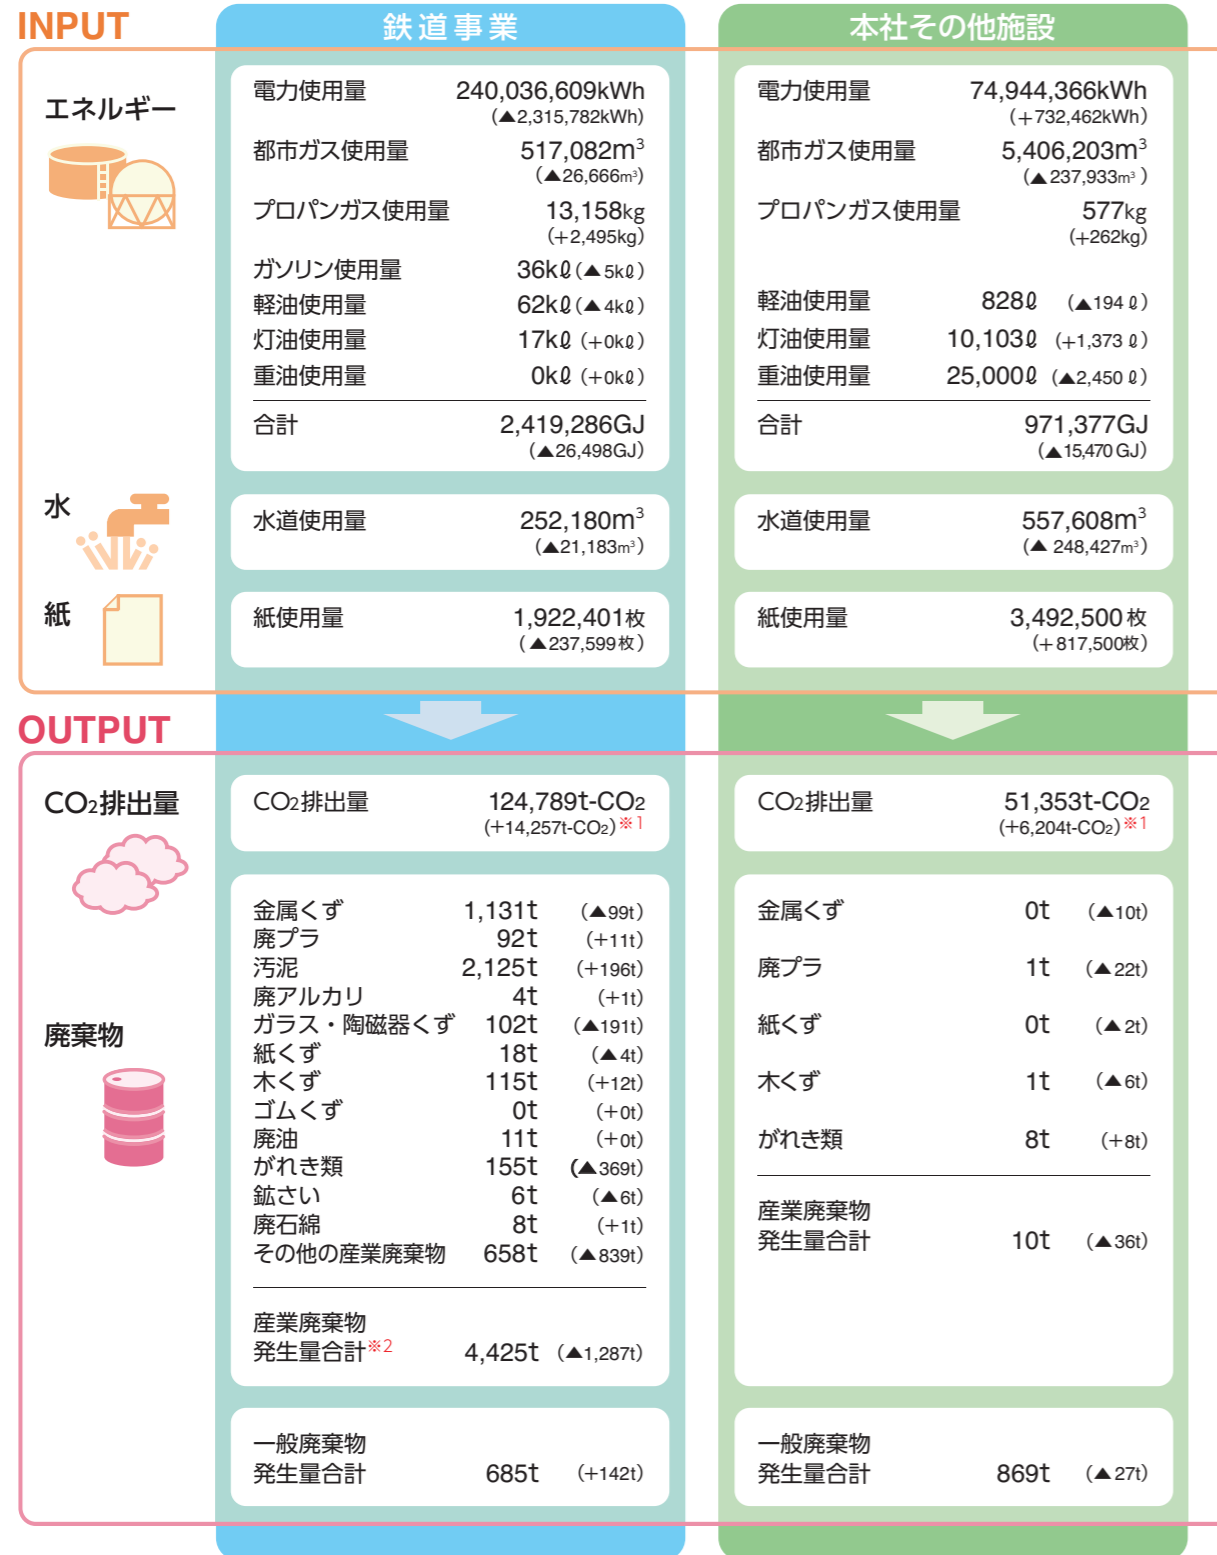 INPUT
鉄道事業
本社その他施設
エネルギー
電力使用量 240,036,609kWh
(▲2,315,782kWh)
都市ガス使用量 517,082m³
(▲26,666m³)
プロパンガス使用量 13,158kg
(+2,495kg)
ガソリン使用量 36kℓ(▲5kℓ)
軽油使用量 62kℓ(▲4kℓ)
灯油使用量 17kℓ(+0kℓ)
重油使用量 0kℓ(+0kℓ)
合計 2,419,286GJ
(▲26,498GJ)
電力使用量 74,944,366kWh
(+732,462kWh)
都市ガス使用量 5,406,203m³
(▲237,933m³)
プロパンガス使用量 577kg
(+262kg)
軽油使用量 828ℓ (▲194ℓ)
灯油使用量 10,103ℓ (+1,373ℓ)
重油使用量 25,000ℓ (▲2,450ℓ)
合計 971,377GJ
(▲15,470GJ)
水
水道使用量 252,180m³
(▲21,183m³)
水道使用量 557,608m³
(▲248,427m³)
紙
紙使用量 1,922,401枚
(▲237,599枚)
紙使用量 3,492,500枚
(+817,500枚)
OUTPUT
CO₂排出量
CO₂排出量 124,789t-CO₂
(+14,257t-CO₂)※1
CO₂排出量 51,353t-CO₂
(+6,204t-CO₂)※1
廃棄物
金属くず 1,131t (▲99t)
廃プラ 92t (+11t)
汚泥 2,125t (+196t)
廃アルカリ 4t (+1t)
ガラス・陶磁器くず 102t (▲191t)
紙くず 18t (▲4t)
木くず 115t (+12t)
ゴムくず 0t (+0t)
廃油 11t (+0t)
がれき類 155t (▲369t)
鉱さい 6t (▲6t)
廃石綿 8t (+1t)
その他の産業廃棄物 658t (▲839t)
産業廃棄物
発生量合計※2 4,425t (▲1,287t)
金属くず 0t (▲10t)
廃プラ 1t (▲22t)
紙くず 0t (▲2t)
木くず 1t (▲6t)
がれき類 8t (+8t)
産業廃棄物
発生量合計 10t (▲36t)
一般廃棄物
発生量合計 685t (+142t)
一般廃棄物
発生量合計 869t (▲27t)